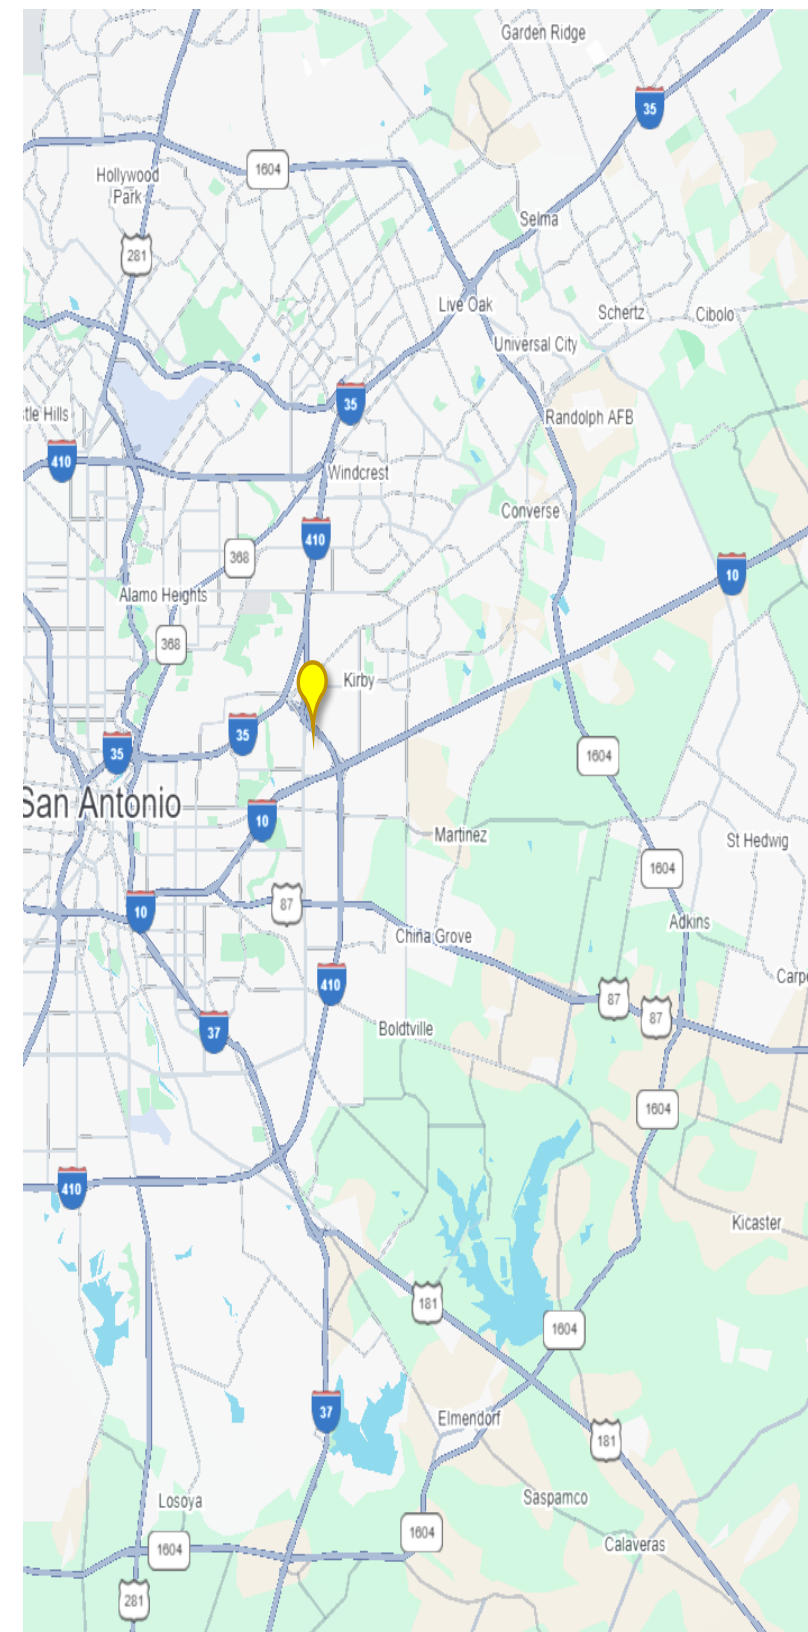 Garden Ridge
35
1604
Hollywood
Park
Selma
281
Live Oak
Schertz
Cibolo
Universal City
35
tle Hills
Randolph AFB
410
Windcrest
Converse
410
368
10
Alamo Heights
368
Kirby
35
35
1604
San Antonio
10
Martinez
St Hedwig
1604
87
10
Adkins
China Grove
Carp
410
87
87
37
Boldtville
1604
410
Kicaster
181
1604
37
Elmendorf
181
Saspamco
Losoya
1604
Calaveras
1604
281